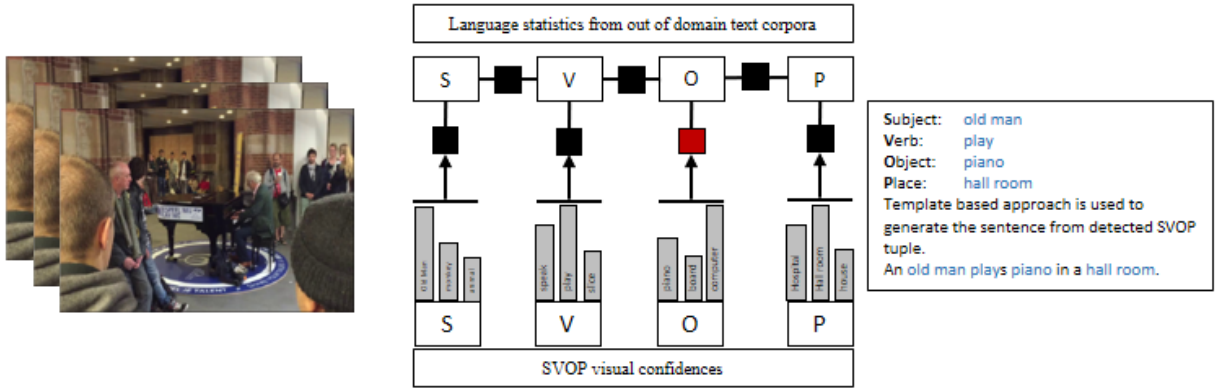 Language statistics from out of domain text corpora
S V O P
old Man
monkey
animal
speak
play
slice
piano
board
computer
Hospital
Hall room
house
S V O P
SVOP visual confidences
Subject: old man
Verb: play
Object: piano
Place: hall room
Template based approach is used to
generate the sentence from detected SVOP
tuple.
An old man plays piano in a hall room.